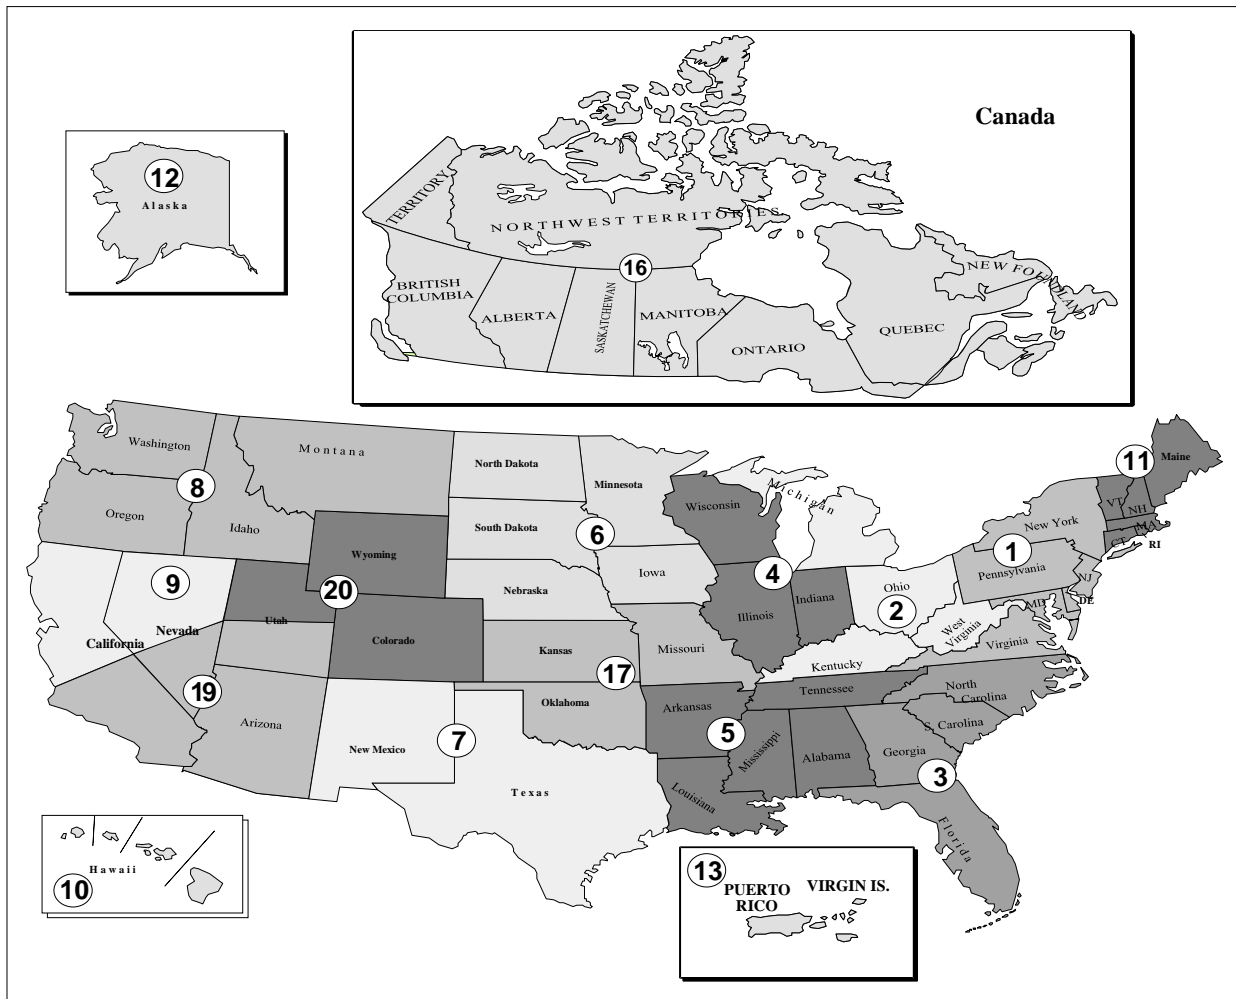 Canada
12
Alaska
TERRITORY
NORTHWEST TERRITORIES
16
BRITISH
COLUMBIA
ALBERTA
SASKATCHEWAN
MANITOBA
ONTARIO
QUEBEC
NEW FOUNDLAND
Washington
Montana
North Dakota
Minnesota
Michigan
11
Maine
8
Oregon
Idaho
Wisconsin
VT
NH
New York
MA
South Dakota
6
Wyoming
1
CT
RI
9
20
4
Iowa
Pennsylvania
NJ
Nebraska
Ohio
2
Indiana
Illinois
MD
DE
Utah
Nevada
California
Colorado
West
Virginia
Virginia
Kansas
17
Missouri
Kentucky
19
Tennessee
North
Carolina
Oklahoma
Arkansas
Arizona
S. Carolina
7
New Mexico
5
Mississippi
Alabama
Georgia
3
Texas
Louisiana
Florida
Hawaii
10
13
PUERTO
RICO
VIRGIN IS.